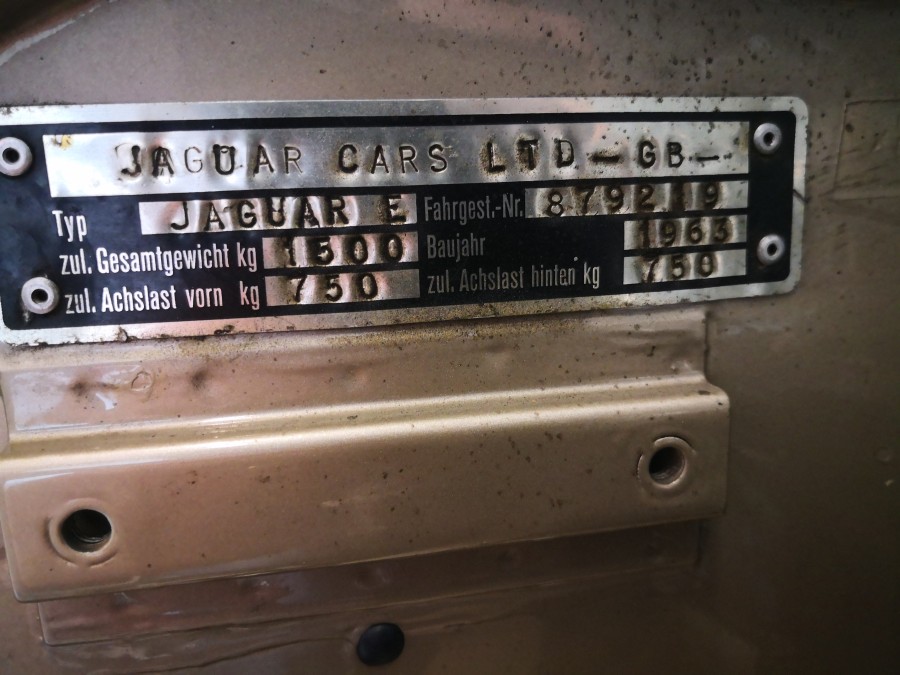 JAGUAR CARS LTD-GB-
Typ JAGUAR E Fahrgest.-Nr. 879219
zul. Gesamtgewicht kg 1500 Baujahr 1963
zul. Achslast vorn kg 750 zul. Achslast hinten kg 750